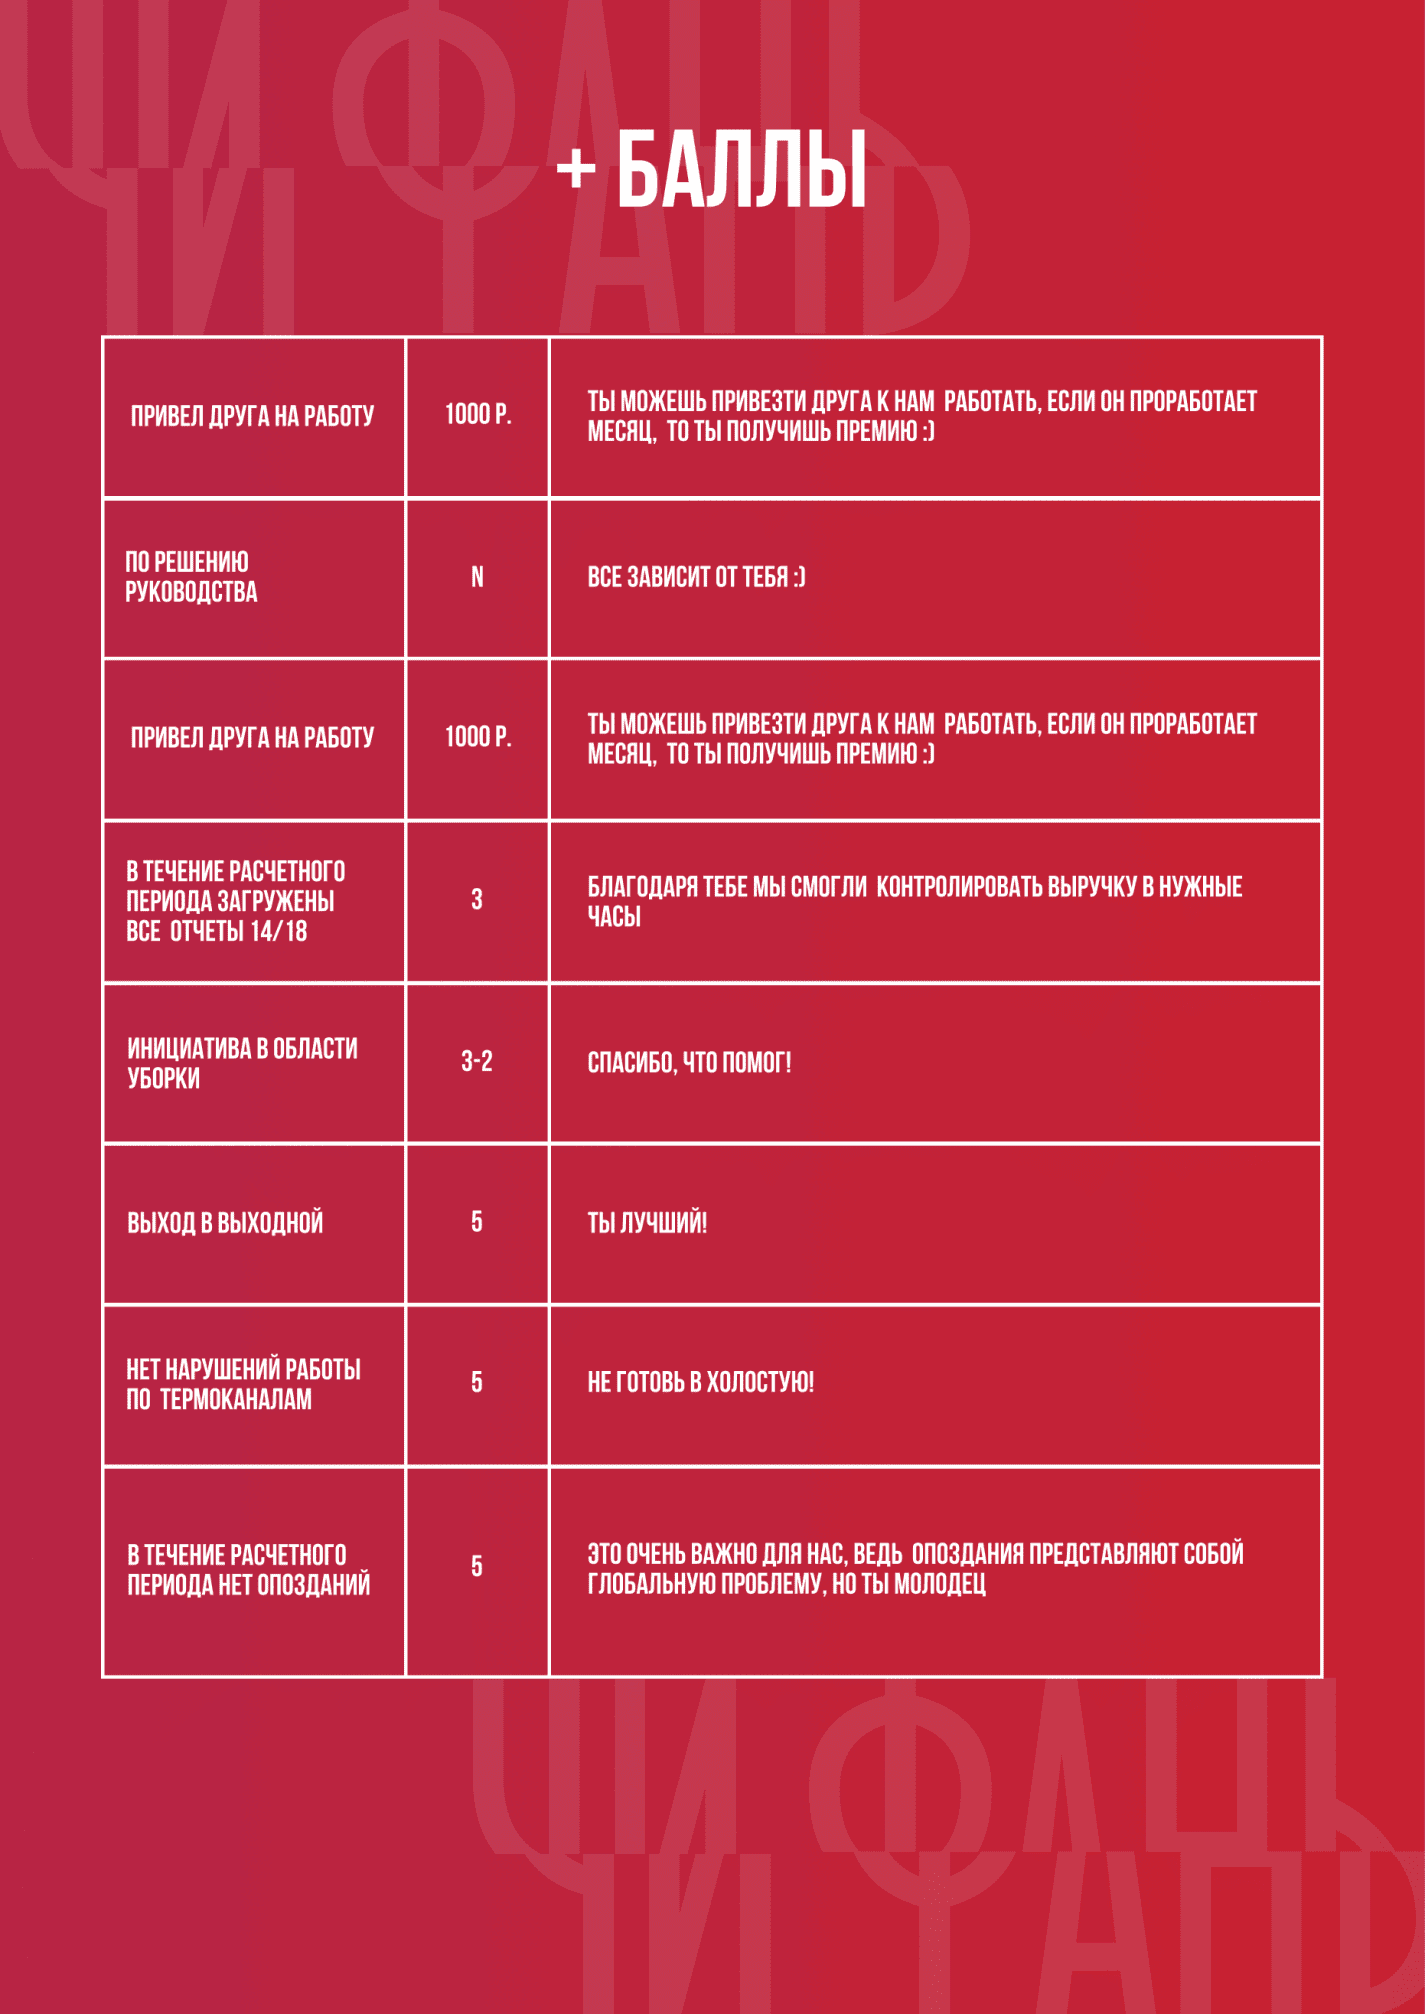 ЧИ ФАНЬ
+ БАЛЛЫ
ПРИВЕЛ ДРУГА НА РАБОТУ
1000 Р.
ТЫ МОЖЕШЬ ПРИВЕЗТИ ДРУГА К НАМ РАБОТАТЬ, ЕСЛИ ОН ПРОРАБОТАЕТ
МЕСЯЦ, ТО ТЫ ПОЛУЧИШЬ ПРЕМИЮ :)
ПО РЕШЕНИЮ
РУКОВОДСТВА
N
ВСЕ ЗАВИСИТ ОТ ТЕБЯ :)
ПРИВЕЛ ДРУГА НА РАБОТУ
1000 Р.
ТЫ МОЖЕШЬ ПРИВЕЗТИ ДРУГА К НАМ РАБОТАТЬ, ЕСЛИ ОН ПРОРАБОТАЕТ
МЕСЯЦ, ТО ТЫ ПОЛУЧИШЬ ПРЕМИЮ :)
В ТЕЧЕНИЕ РАСЧЕТНОГО
ПЕРИОДА ЗАГРУЖЕНЫ
ВСЕ ОТЧЕТЫ 14/18
3
БЛАГОДАРЯ ТЕБЕ МЫ СМОГЛИ КОНТРОЛИРОВАТЬ ВЫРУЧКУ В НУЖНЫЕ
ЧАСЫ
ИНИЦИАТИВА В ОБЛАСТИ
УБОРКИ
3-2
СПАСИБО, ЧТО ПОМОГ!
ВЫХОД В ВЫХОДНОЙ
5
ТЫ ЛУЧШИЙ!
НЕТ НАРУШЕНИЙ РАБОТЫ
ПО ТЕРМОКАНАЛАМ
5
НЕ ГОТОВЬ В ХОЛОСТУЮ!
В ТЕЧЕНИЕ РАСЧЕТНОГО
ПЕРИОДА НЕТ ОПОЗДАНИЙ
5
ЭТО ОЧЕНЬ ВАЖНО ДЛЯ НАС, ВЕДЬ ОПОЗДАНИЯ ПРЕДСТАВЛЯЮТ СОБОЙ
ГЛОБАЛЬНУЮ ПРОБЛЕМУ, НО ТЫ МОЛОДЕЦ
ЧИ ФАНЬ